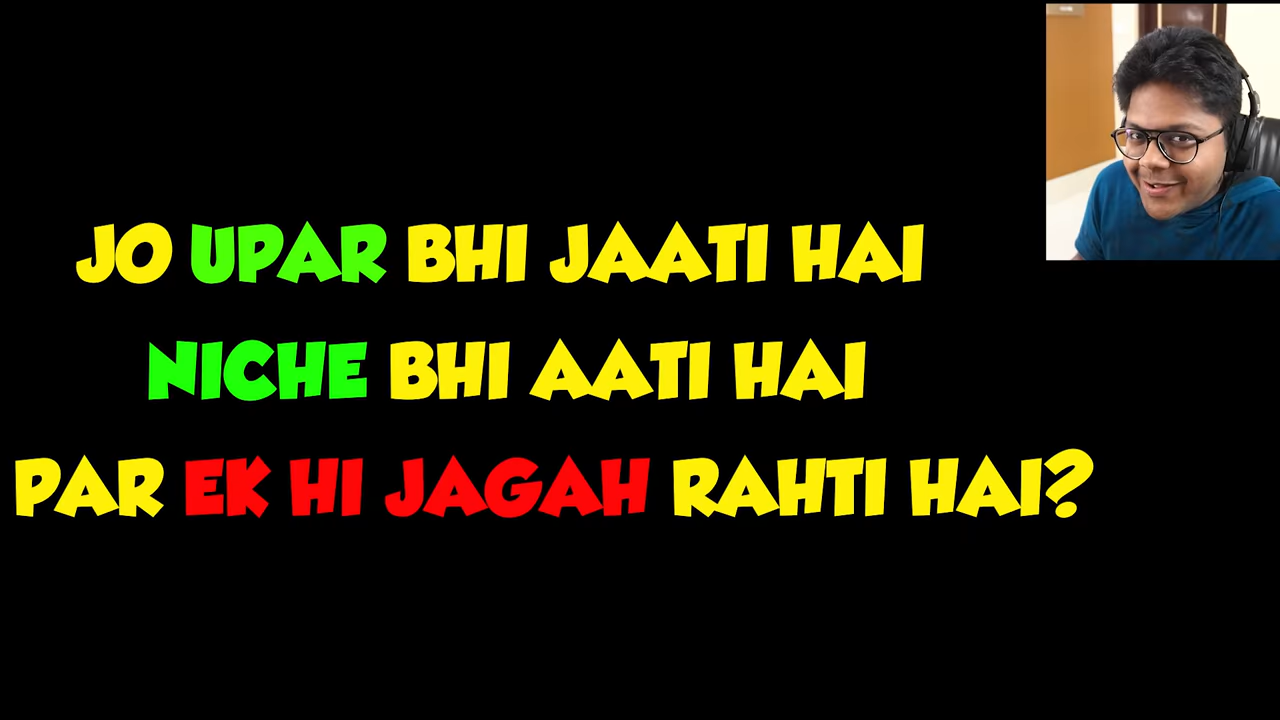 JO UPAR BHI JAATI HAI
NICHE BHI AATI HAI
PAR EK HI JAGAH RAHTI HAI?